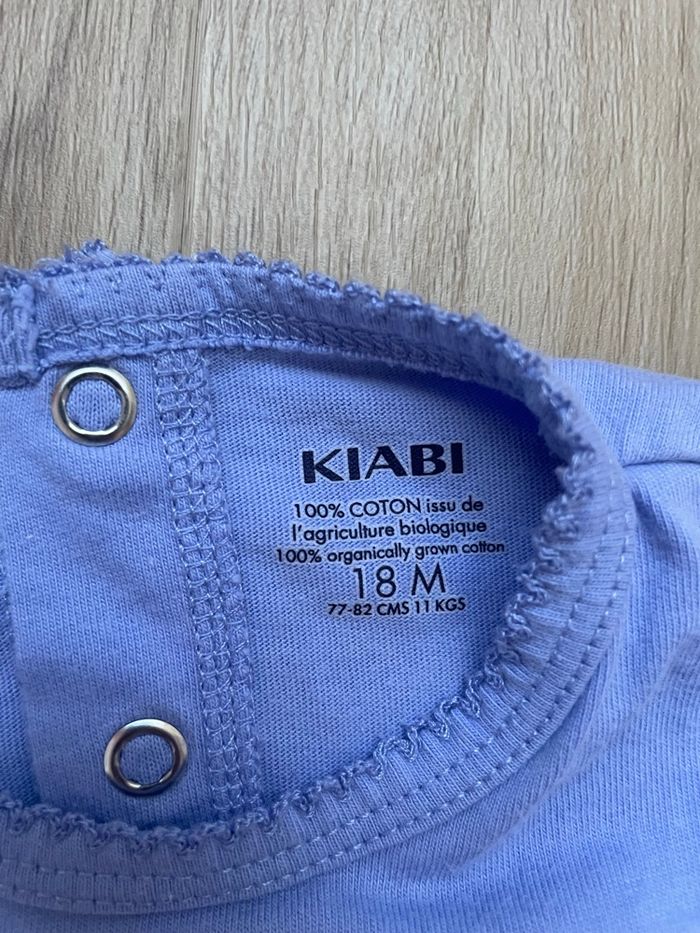 KIABI
100% COTON issu de
l'agriculture biologique
100% organically grown cotton
18 M
77-82 CMS 11 KGS